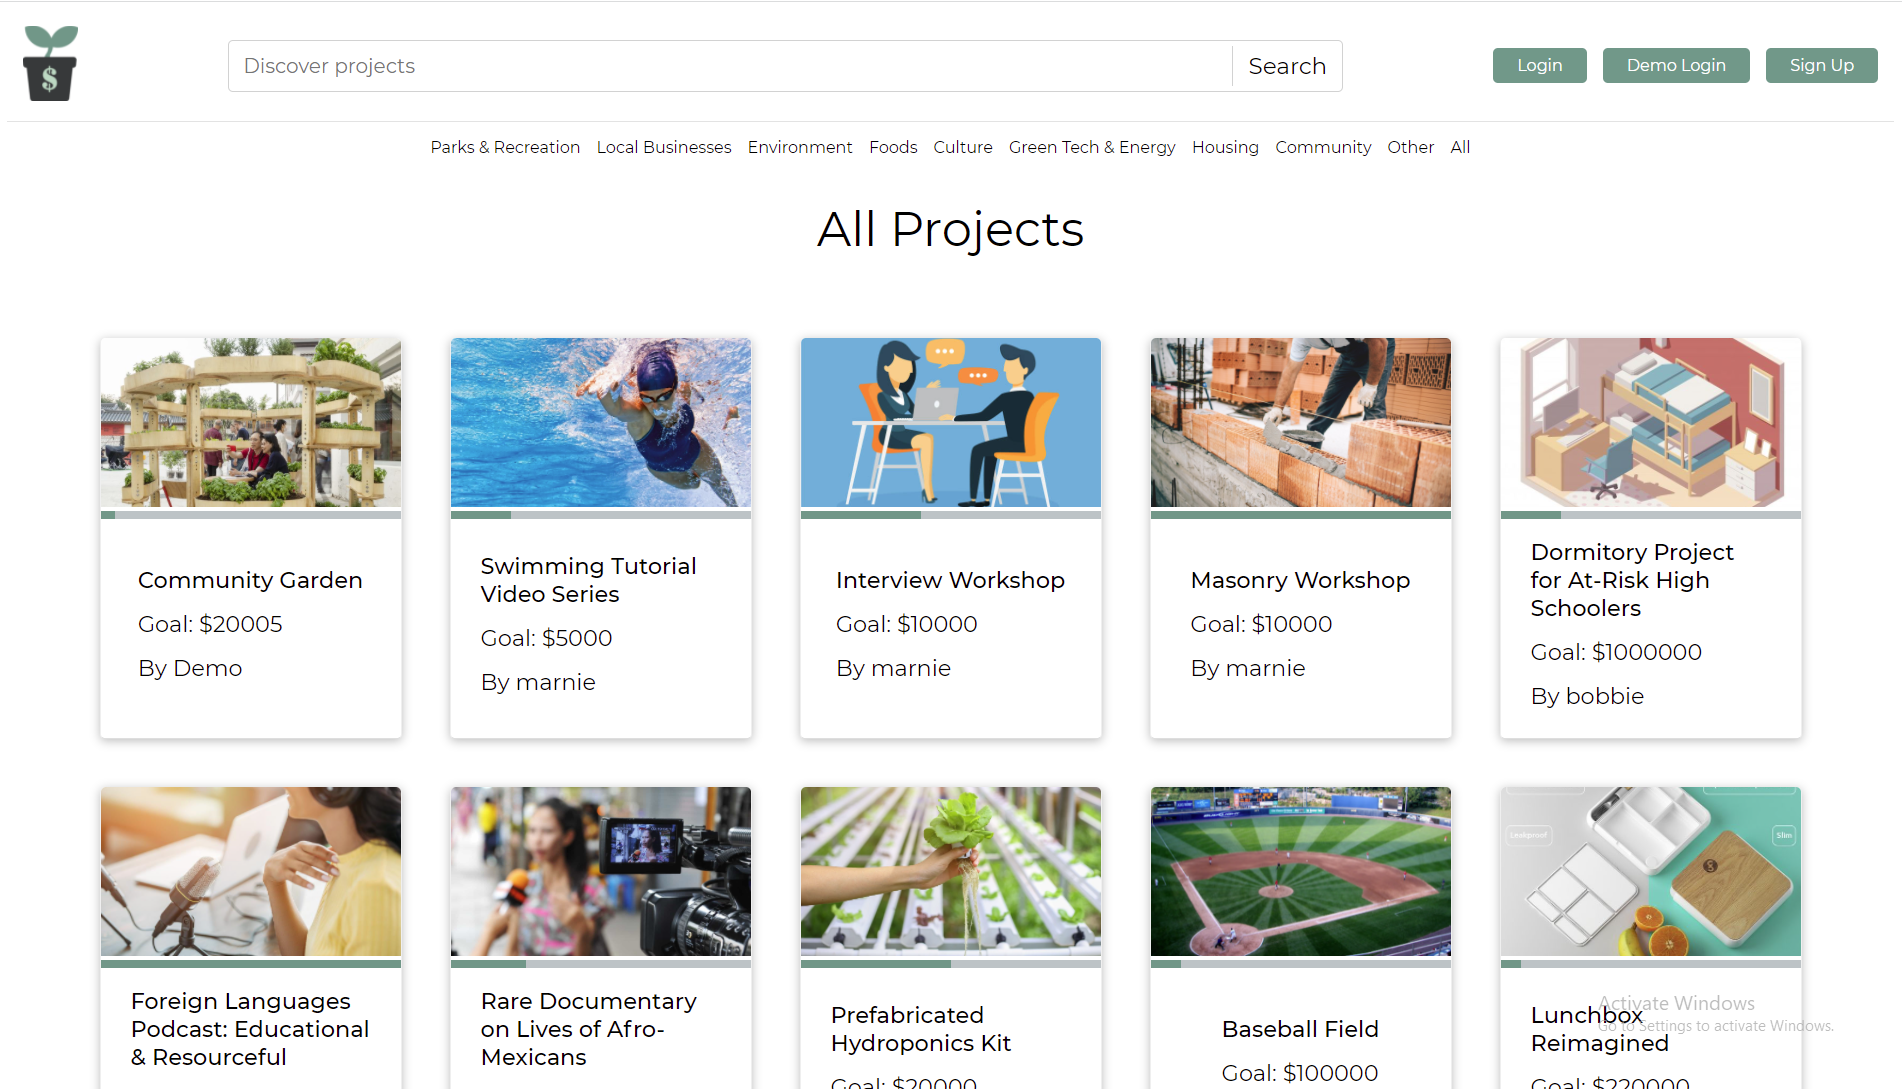 $
Discover projects
Search
Login
Demo Login
Sign Up
Parks & Recreation Local Businesses Environment Foods Culture Green Tech & Energy Housing Community Other All
All Projects
Community Garden
Goal: $20005
By Demo
Swimming Tutorial
Video Series
Goal: $5000
By marnie
Interview Workshop
Goal: $10000
By marnie
Masonry Workshop
Goal: $10000
By marnie
Dormitory Project
for At-Risk High
Schoolers
Goal: $1000000
By bobbie
Foreign Languages
Podcast: Educational
& Resourceful
Rare Documentary
on Lives of Afro-
Mexicans
Prefabricated
Hydroponics Kit
Goal: $20000
Baseball Field
Goal: $100000
Leakproof
Slim
Lunchbox
Reimagined
Goal: $220000
Activate Windows
Go to Settings to activate Windows.